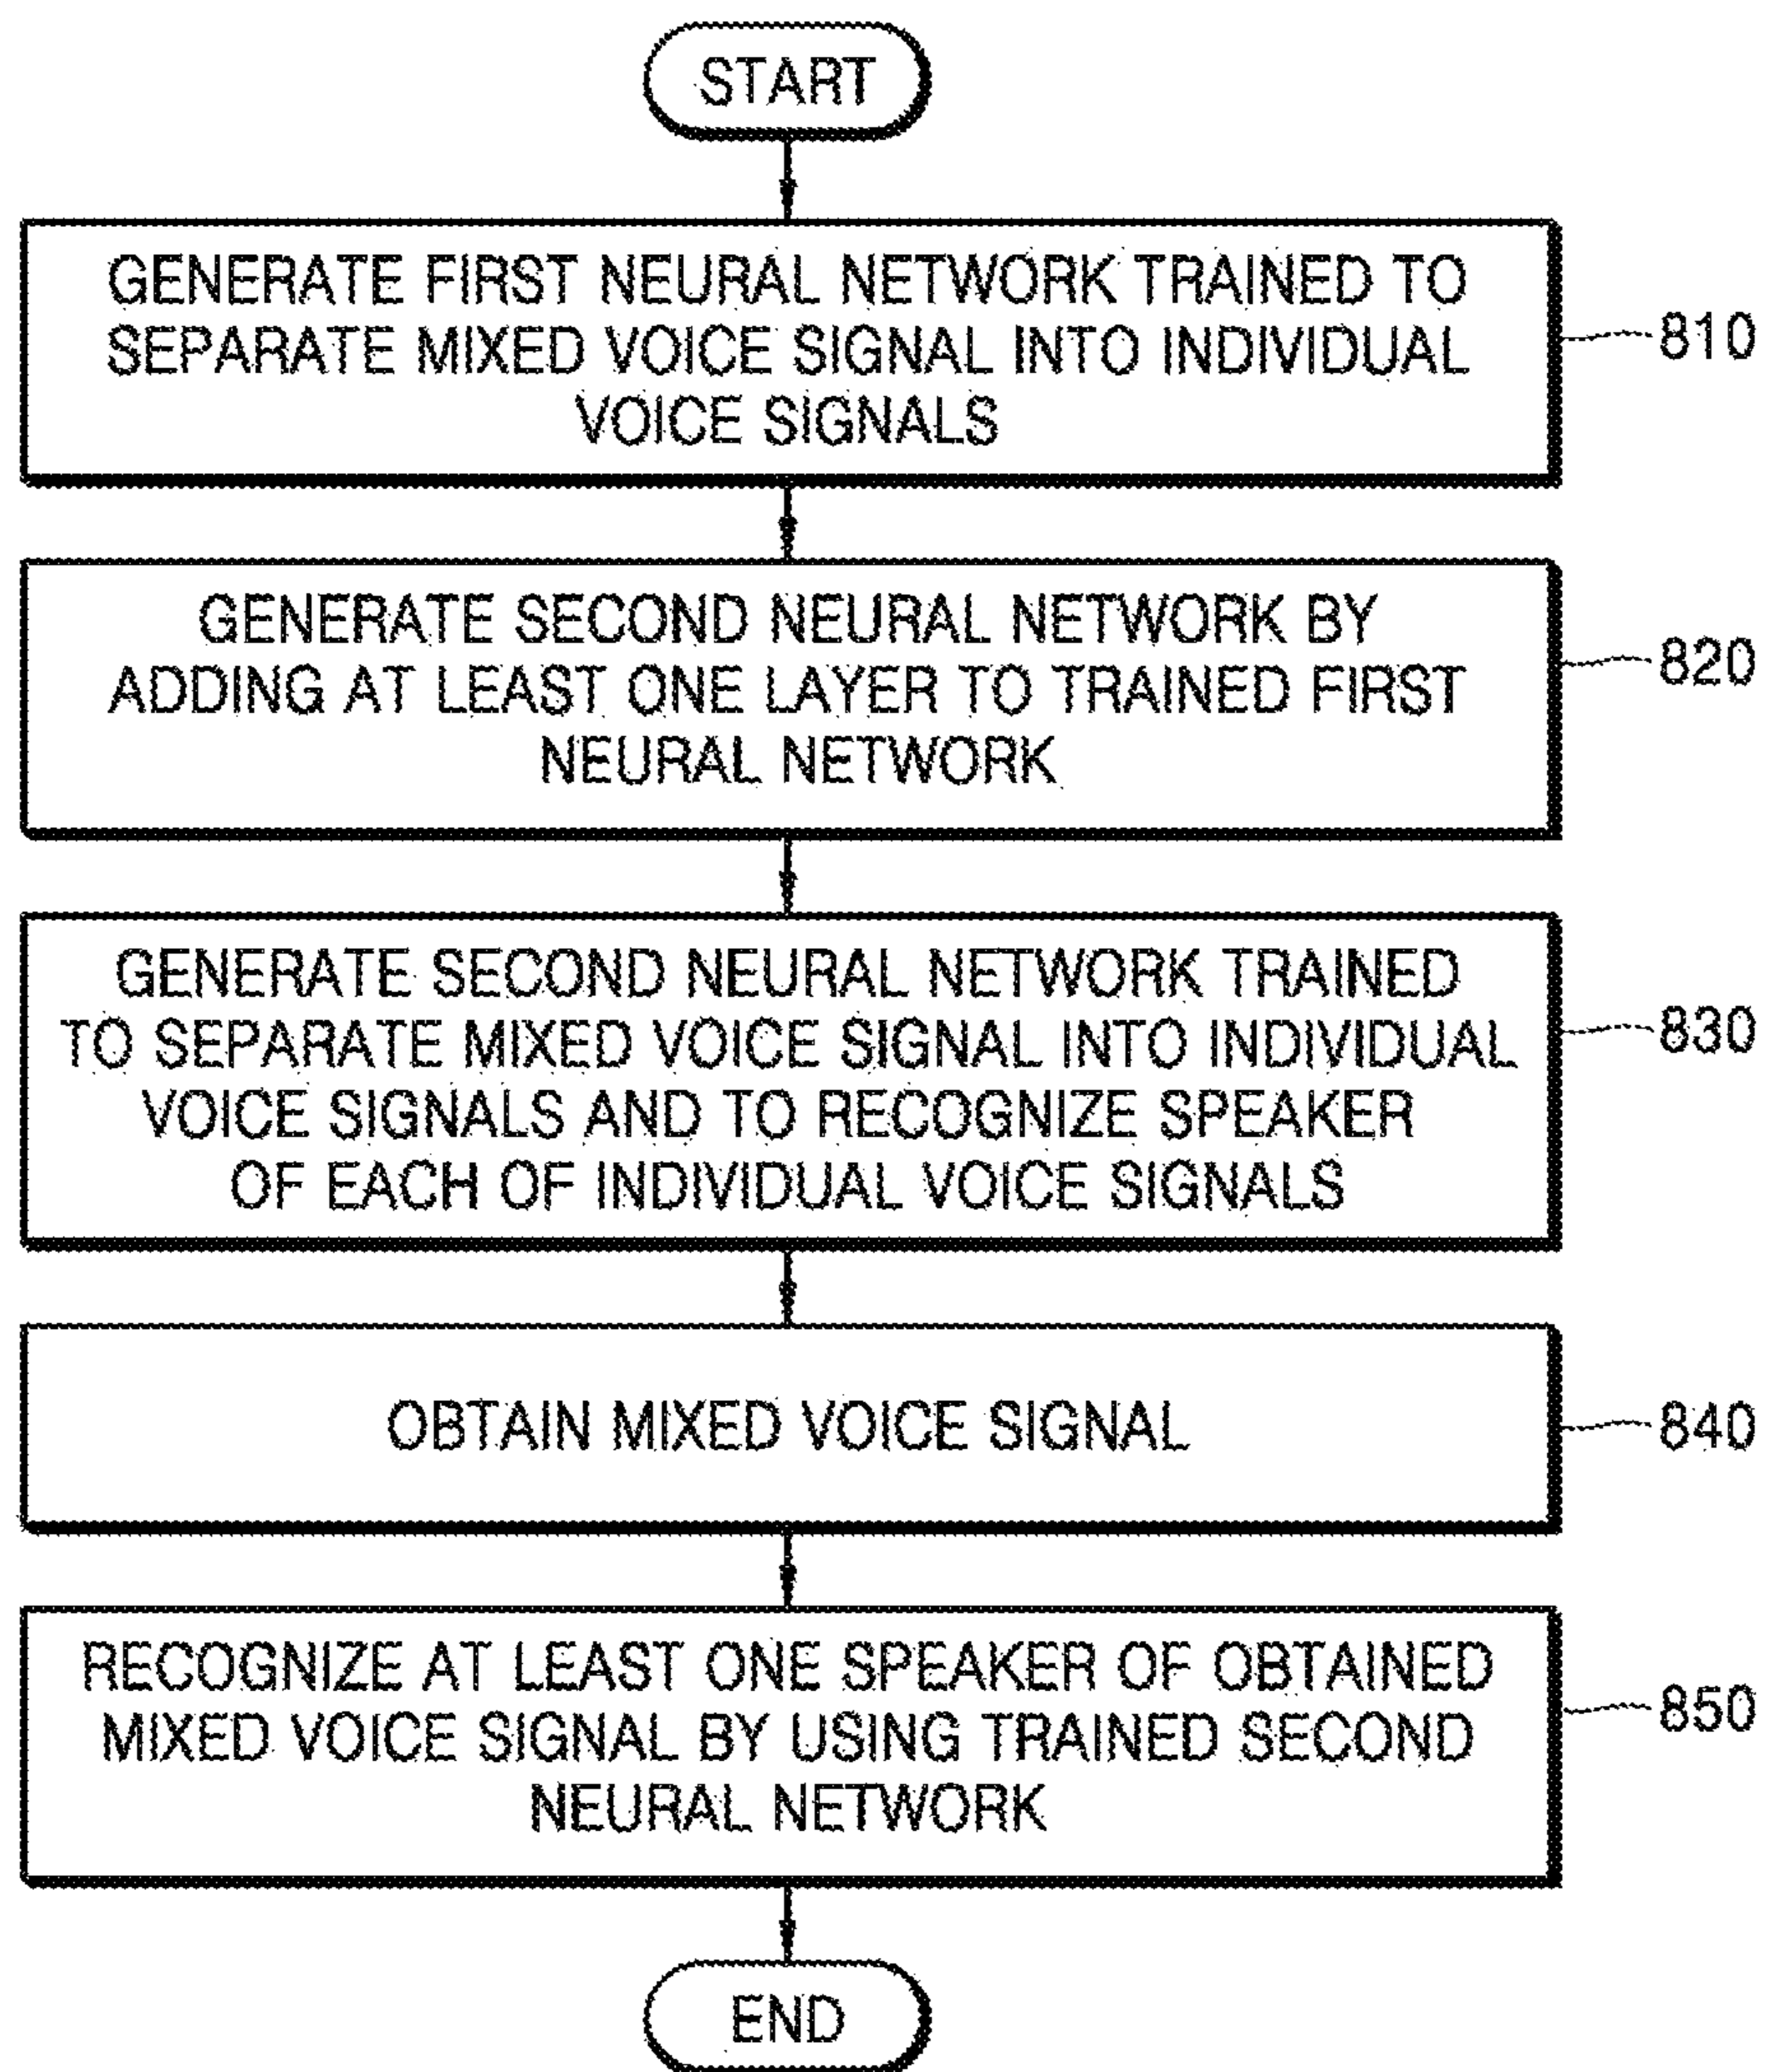 START
GENERATE FIRST NEURAL NETWORK TRAINED TO
SEPARATE MIXED VOICE SIGNAL INTO INDIVIDUAL
VOICE SIGNALS
810
GENERATE SECOND NEURAL NETWORK BY
ADDING AT LEAST ONE LAYER TO TRAINED FIRST
NEURAL NETWORK
820
GENERATE SECOND NEURAL NETWORK TRAINED
TO SEPARATE MIXED VOICE SIGNAL INTO INDIVIDUAL
VOICE SIGNALS AND TO RECOGNIZE SPEAKER
OF EACH OF INDIVIDUAL VOICE SIGNALS
830
OBTAIN MIXED VOICE SIGNAL
840
RECOGNIZE AT LEAST ONE SPEAKER OF OBTAINED
MIXED VOICE SIGNAL BY USING TRAINED SECOND
NEURAL NETWORK
850
END